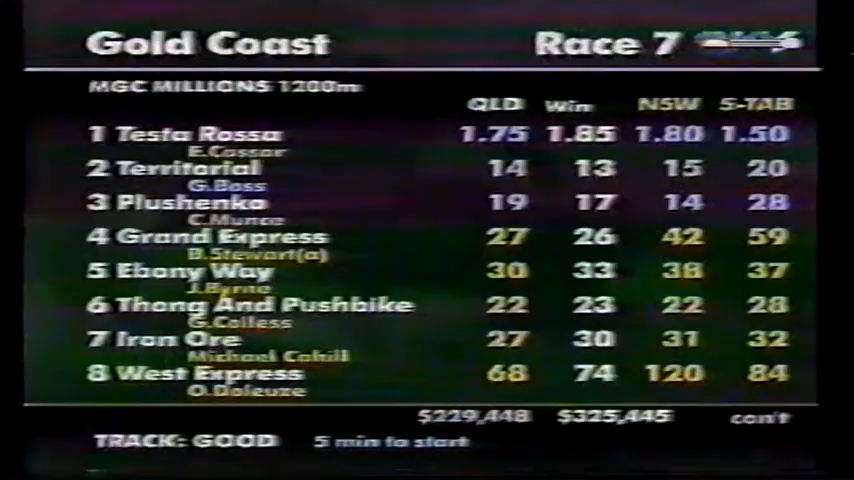 Gold Coast Race 7
MGC MILLIONS 1200m
QLD Win NSW S-TAB
1 Testa Rossa 1.75 1.85 1.80 1.50
E.Cassar
2 Territorial 14 13 15 20
G.Boss
3 Plushenko 19 17 14 28
C.Munce
4 Grand Express 27 26 42 59
B.Stewart(a)
5 Ebony Way 30 33 38 37
J.Byrne
6 Thong And Pushbike 22 23 22 28
G.Colless
7 Iron Ore 27 30 31 32
Michael Cahill
8 West Express 68 74 120 84
O.Doleuze
$229,448 $325,445 con't
TRACK: GOOD 5 min to start